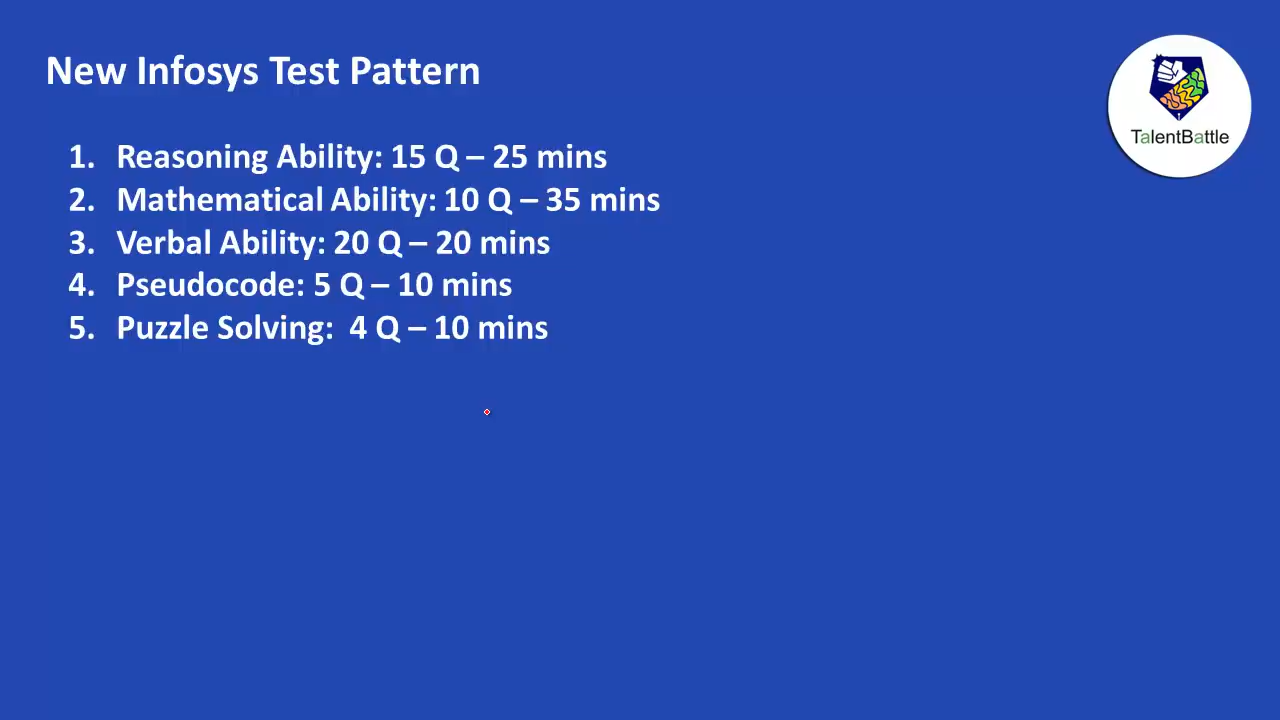 New Infosys Test Pattern
1. Reasoning Ability: 15 Q – 25 mins
2. Mathematical Ability: 10 Q – 35 mins
3. Verbal Ability: 20 Q – 20 mins
4. Pseudocode: 5 Q – 10 mins
5. Puzzle Solving:  4 Q – 10 mins
TalentBattle